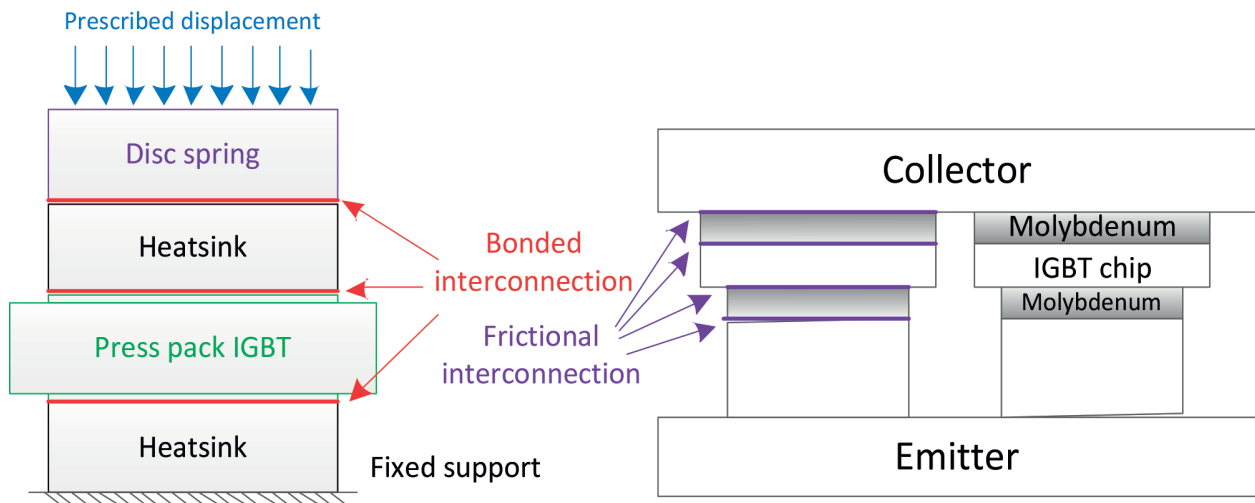 Prescribed displacement
Disc spring
Heatsink
Press pack IGBT
Heatsink
Fixed support
Bonded
interconnection
Frictional
interconnection
Collector
Molybdenum
IGBT chip
Molybdenum
Emitter